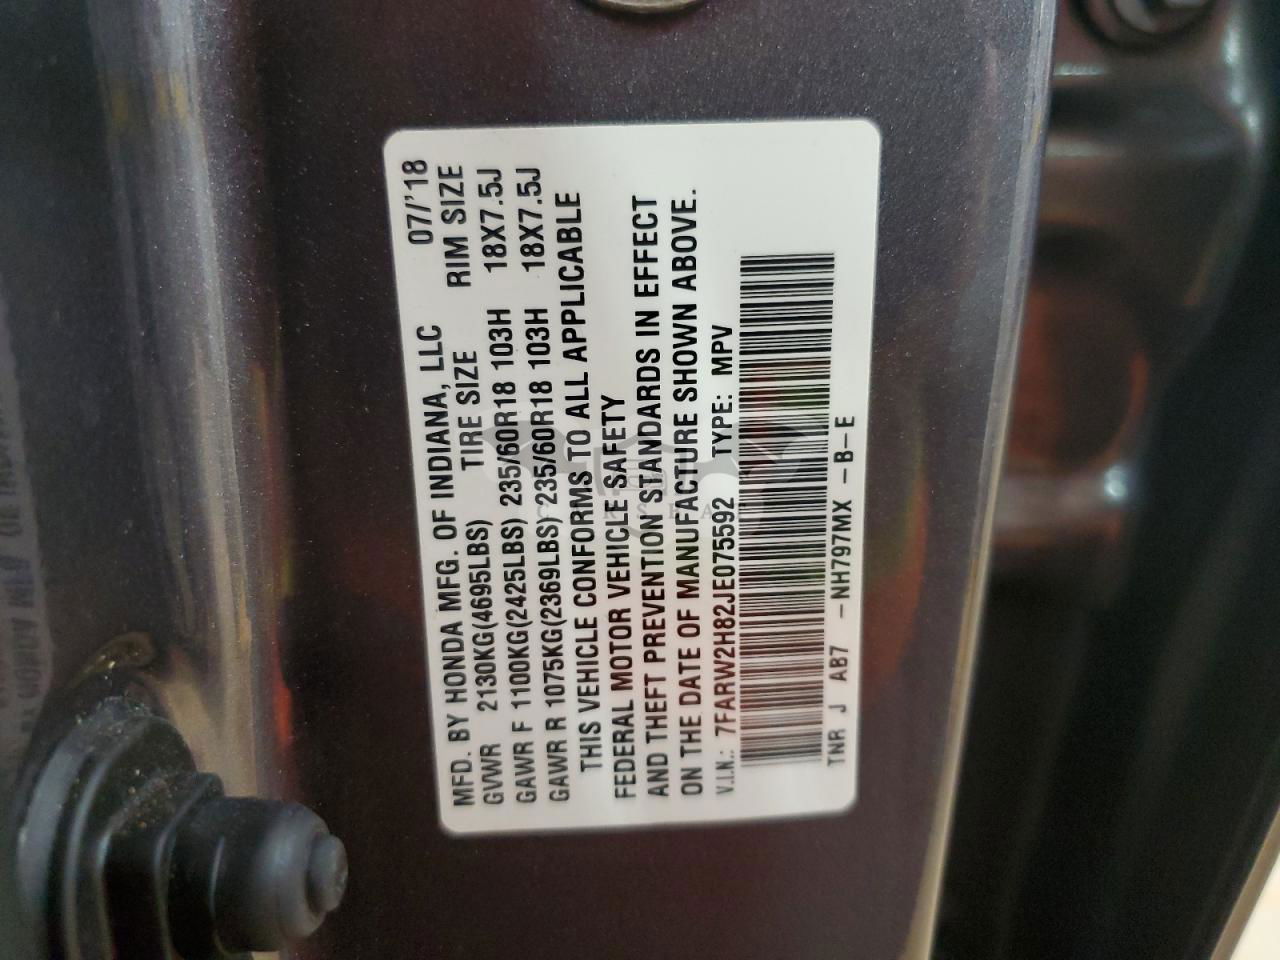 MFD. BY HONDA MFG. OF INDIANA, LLC 07/'18
GVWR 2130KG(4695LBS) TIRE SIZE RIM SIZE
GAWR F 1100KG(2425LBS) 235/60R18 103H 18X7.5J
GAWR R 1075KG(2369LBS) 235/60R18 103H 18X7.5J
THIS VEHICLE CONFORMS TO ALL APPLICABLE
FEDERAL MOTOR VEHICLE SAFETY
AND THEFT PREVENTION STANDARDS IN EFFECT
ON THE DATE OF MANUFACTURE SHOWN ABOVE.
V.I.N.: 7FARW2H82JE075592 TYPE: MPV
TNR J AB7 -NH797MX -B-E